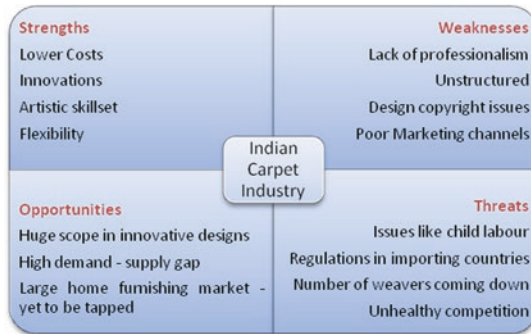 Strengths
Lower Costs
Innovations
Artistic skillset
Flexibility
Weaknesses
Lack of professionalism
Unstructured
Design copyright issues
Poor Marketing channels
Indian
Carpet
Industry
Opportunities
Huge scope in innovative designs
High demand - supply gap
Large home furnishing market -
yet to be tapped
Threats
Issues like child labour
Regulations in importing countries
Number of weavers coming down
Unhealthy competition